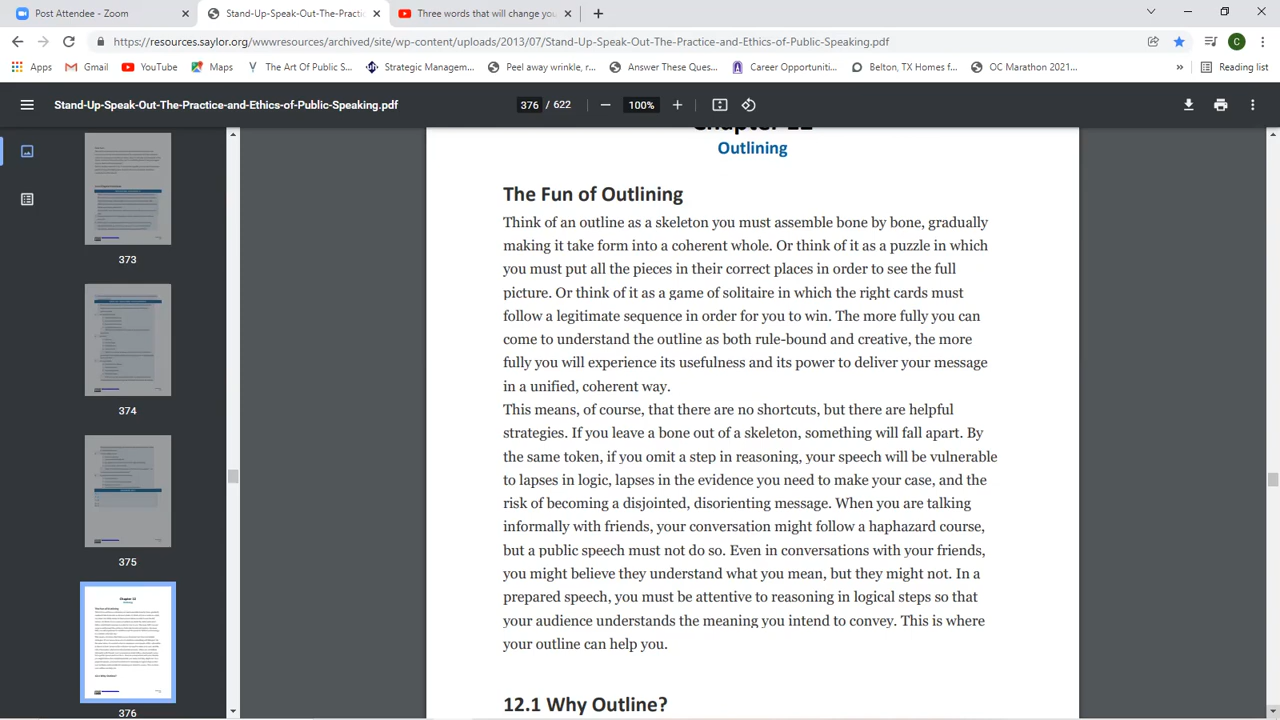 Post Attendee - Zoom
Stand-Up-Speak-Out-The-Practi
Three words that will change you
https://resources.saylor.org/wwwresources/archived/site/wp-content/uploads/2013/07/Stand-Up-Speak-Out-The-Practice-and-Ethics-of-Public-Speaking.pdf
C
Apps
Gmail
YouTube
Maps
The Art Of Public S...
Strategic Managem...
Peel away wrinkle, r...
Answer These Que...
Career Opportuni...
Belton, TX Homes f...
OC Marathon 2021...
»
Reading list
Stand-Up-Speak-Out-The-Practice-and-Ethics-of-Public-Speaking.pdf
376 / 622
100%
373
374
375
376
Outlining
The Fun of Outlining
Think of an outline as a skeleton you must assemble bone by bone, gradually
making it take form into a coherent whole. Or think of it as a puzzle in which
you must put all the pieces in their correct places in order to see the full
picture. Or think of it as a game of solitaire in which the right cards must
follow a legitimate sequence in order for you to win. The more fully you can
come to understand the outline as both rule-bound and creative, the more
fully you will experience its usefulness and its power to deliver your message
in a unified, coherent way.
This means, of course, that there are no shortcuts, but there are helpful
strategies. If you leave a bone out of a skeleton, something will fall apart. By
the same token, if you omit a step in reasoning, your speech will be vulnerable
to lapses in logic, lapses in the evidence you need to make your case, and the
risk of becoming a disjointed, disorienting message. When you are talking
informally with friends, your conversation might follow a haphazard course,
but a public speech must not do so. Even in conversations with your friends,
you might believe they understand what you mean, but they might not. In a
prepared speech, you must be attentive to reasoning in logical steps so that
your audience understands the meaning you intend to convey. This is where
your outline can help you.
12.1 Why Outline?